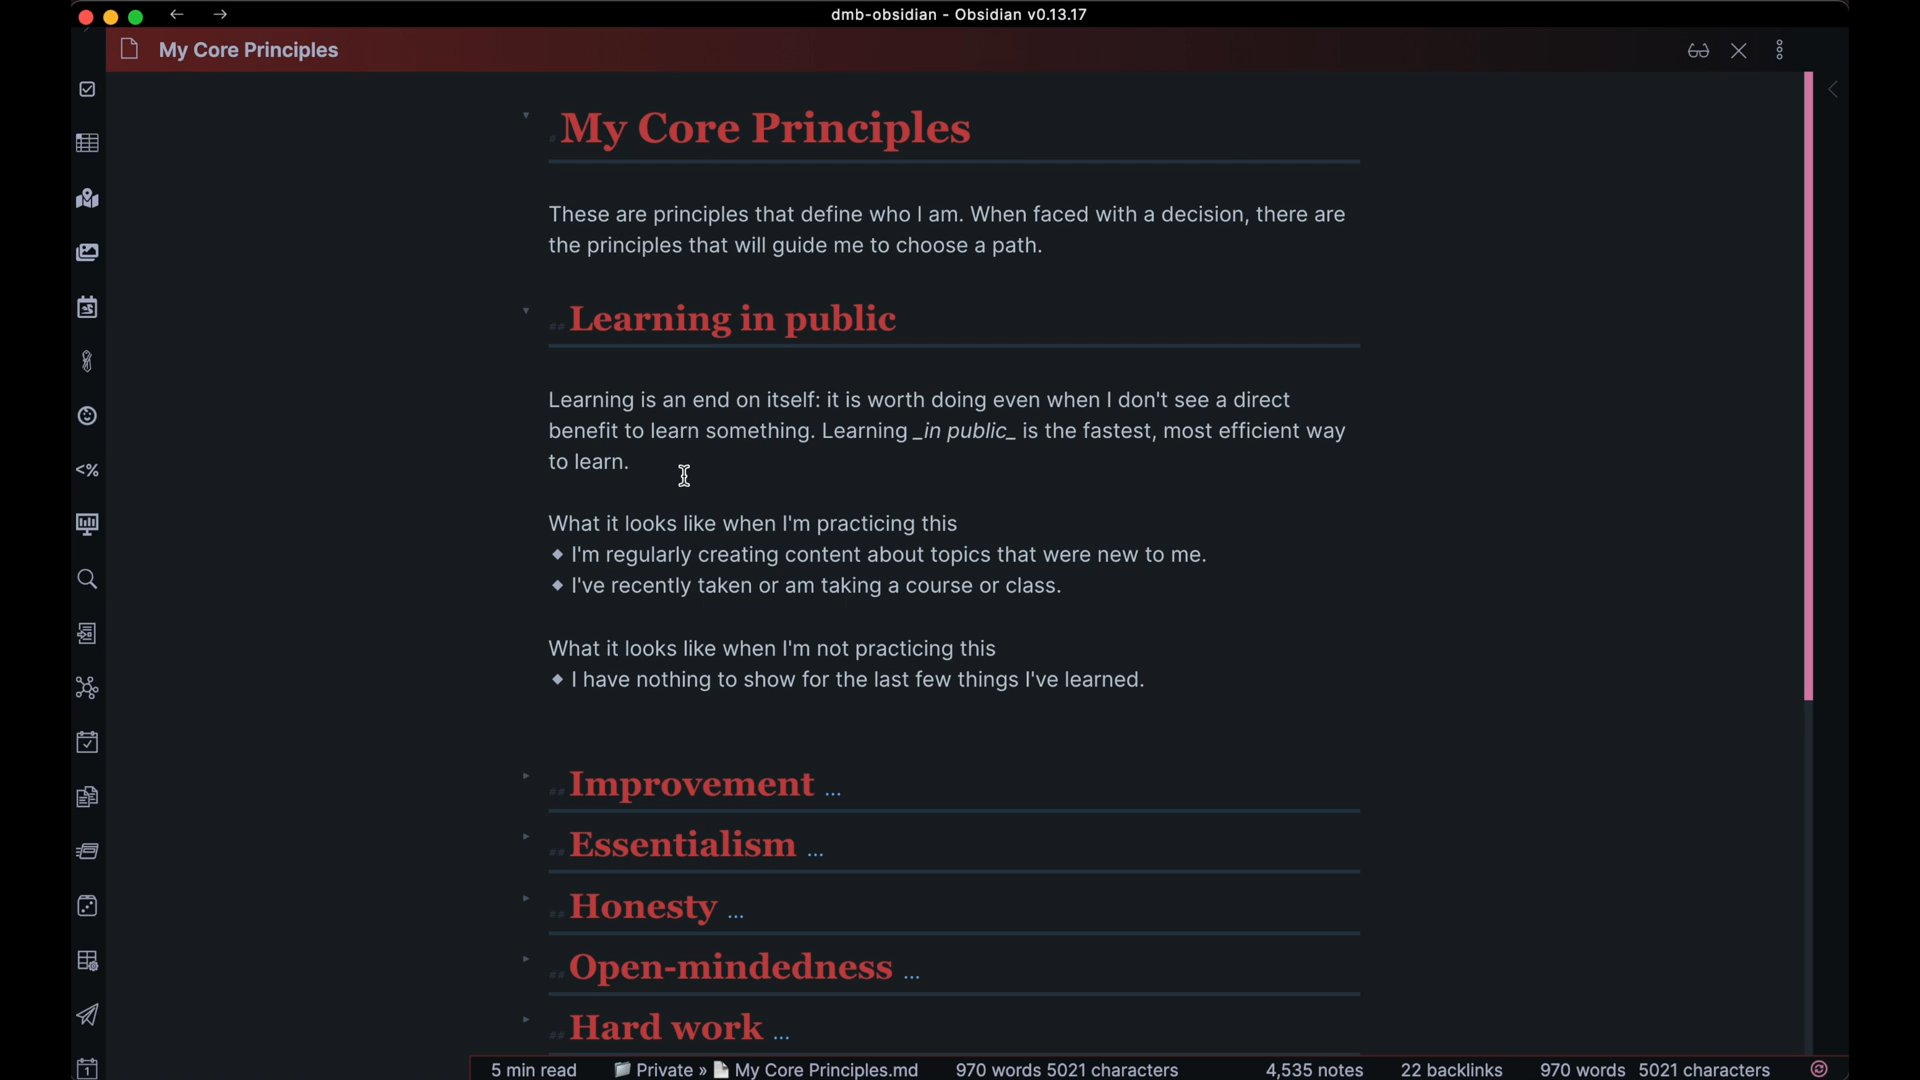 dmb-obsidian - Obsidian v0.13.17
My Core Principles
# My Core Principles
These are principles that define who I am. When faced with a decision, there are
the principles that will guide me to choose a path.
## Learning in public
Learning is an end on itself: it is worth doing even when I don't see a direct
benefit to learn something. Learning _in public_ is the fastest, most efficient way
to learn.
What it looks like when I'm practicing this
◆ I'm regularly creating content about topics that were new to me.
◆ I've recently taken or am taking a course or class.
What it looks like when I'm not practicing this
◆ I have nothing to show for the last few things I've learned.
## Improvement ...
## Essentialism ...
## Honesty ...
## Open-mindedness ...
## Hard work ...
<%
1
5 min read Private » My Core Principles.md 970 words 5021 characters 4,535 notes 22 backlinks 970 words 5021 characters